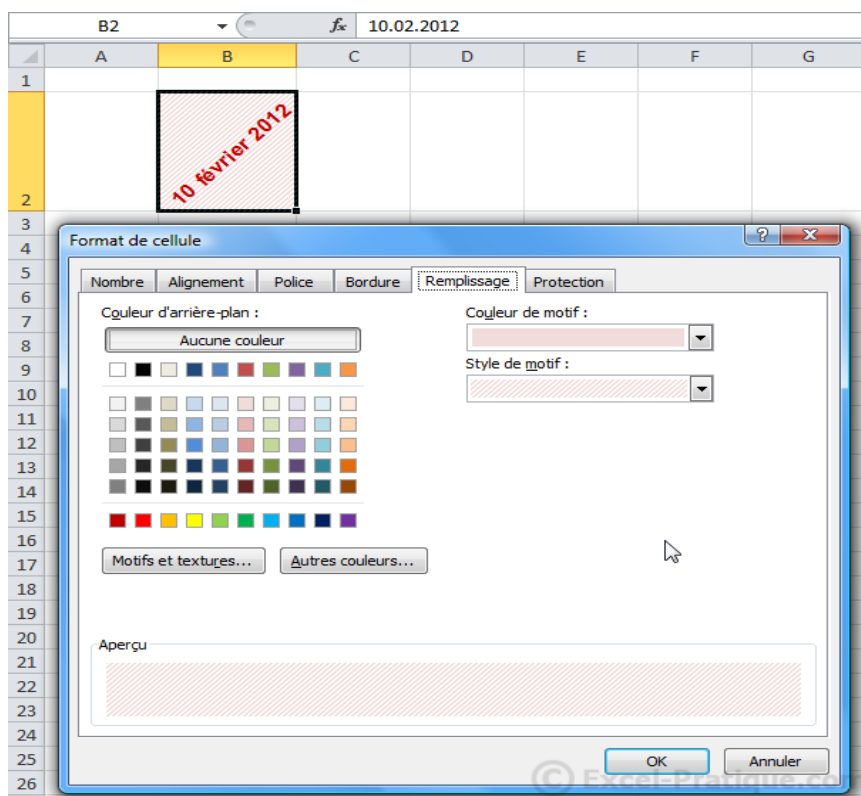 B2 fx 10.02.2012
A B C D E F G
1
10 février 2012
2
3
4
5
6
7
8
9
10
11
12
13
14
15
16
17
18
19
20
21
22
23
24
25
26
Format de cellule ? X
Nombre Alignement Police Bordure Remplissage Protection
Couleur d'arrière-plan : Couleur de motif :
Aucune couleur
Style de motif :
Motifs et textures... Autres couleurs...
Aperçu
OK Annuler
© Excel-Pratique.com